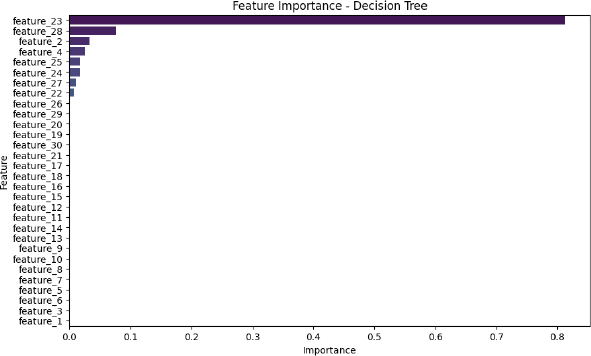 Feature Importance - Decision Tree
Feature
feature_23
feature_28
feature_2
feature_4
feature_25
feature_24
feature_27
feature_22
feature_26
feature_29
feature_20
feature_19
feature_30
feature_21
feature_17
feature_18
feature_16
feature_15
feature_12
feature_11
feature_14
feature_13
feature_9
feature_10
feature_8
feature_7
feature_5
feature_6
feature_3
feature_1
0.0 0.1 0.2 0.3 0.4 0.5 0.6 0.7 0.8
Importance